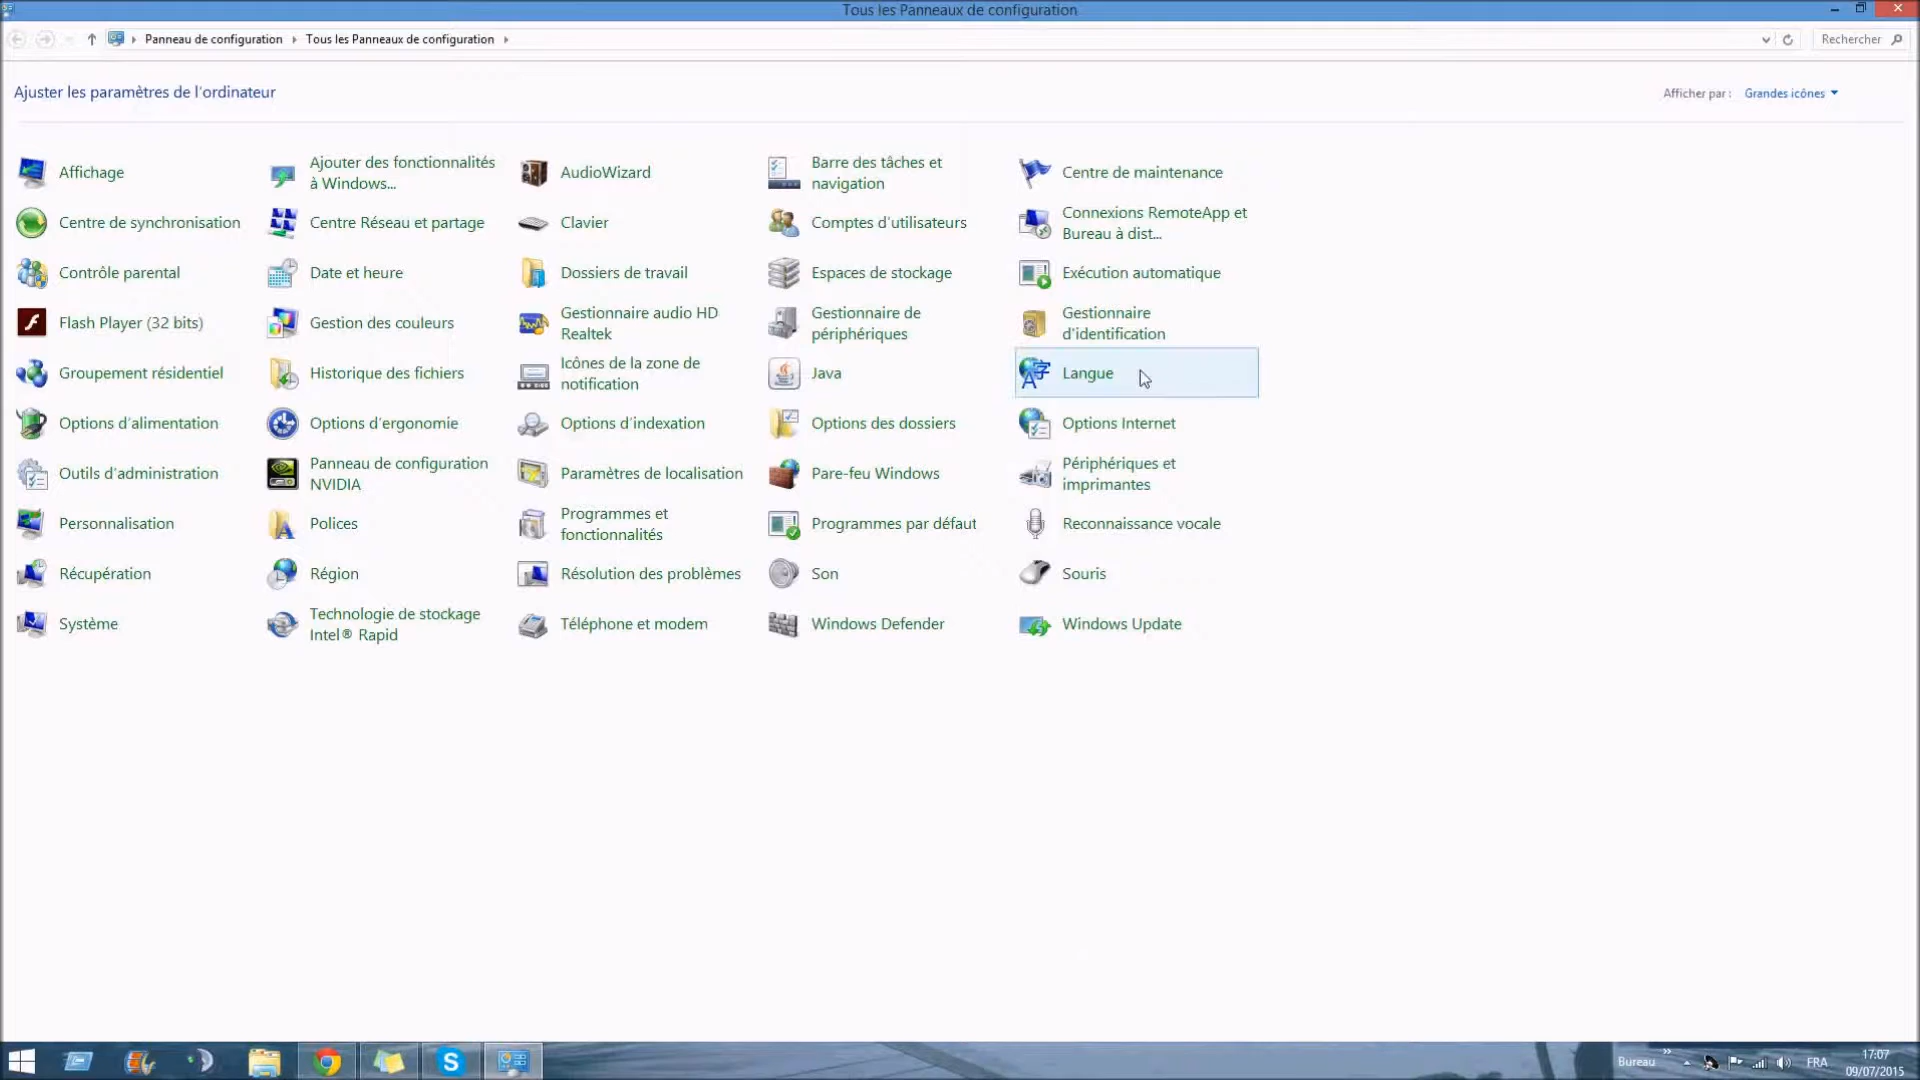 Tous les Panneaux de configuration
Panneau de configuration
Tous les Panneaux de configuration
Rechercher
Ajuster les paramètres de l'ordinateur
Afficher par :
Grandes icônes
Affichage
Ajouter des fonctionnalités
à Windows...
AudioWizard
Barre des tâches et
navigation
Centre de maintenance
Centre de synchronisation
Centre Réseau et partage
Clavier
Comptes d'utilisateurs
Connexions RemoteApp et
Bureau à dist...
Contrôle parental
Date et heure
Dossiers de travail
Espaces de stockage
Exécution automatique
Flash Player (32 bits)
Gestion des couleurs
Gestionnaire audio HD
Realtek
Gestionnaire de
périphériques
Gestionnaire
d'identification
Groupement résidentiel
Historique des fichiers
Icônes de la zone de
notification
Java
Langue
Options d'alimentation
Options d'ergonomie
Options d'indexation
Options des dossiers
Options Internet
Outils d'administration
Panneau de configuration
NVIDIA
Paramètres de localisation
Pare-feu Windows
Périphériques et
imprimantes
Personnalisation
Polices
Programmes et
fonctionnalités
Programmes par défaut
Reconnaissance vocale
Récupération
Région
Résolution des problèmes
Son
Souris
Système
Technologie de stockage
Intel® Rapid
Téléphone et modem
Windows Defender
Windows Update
Bureau
FRA
17:07
09/07/2015